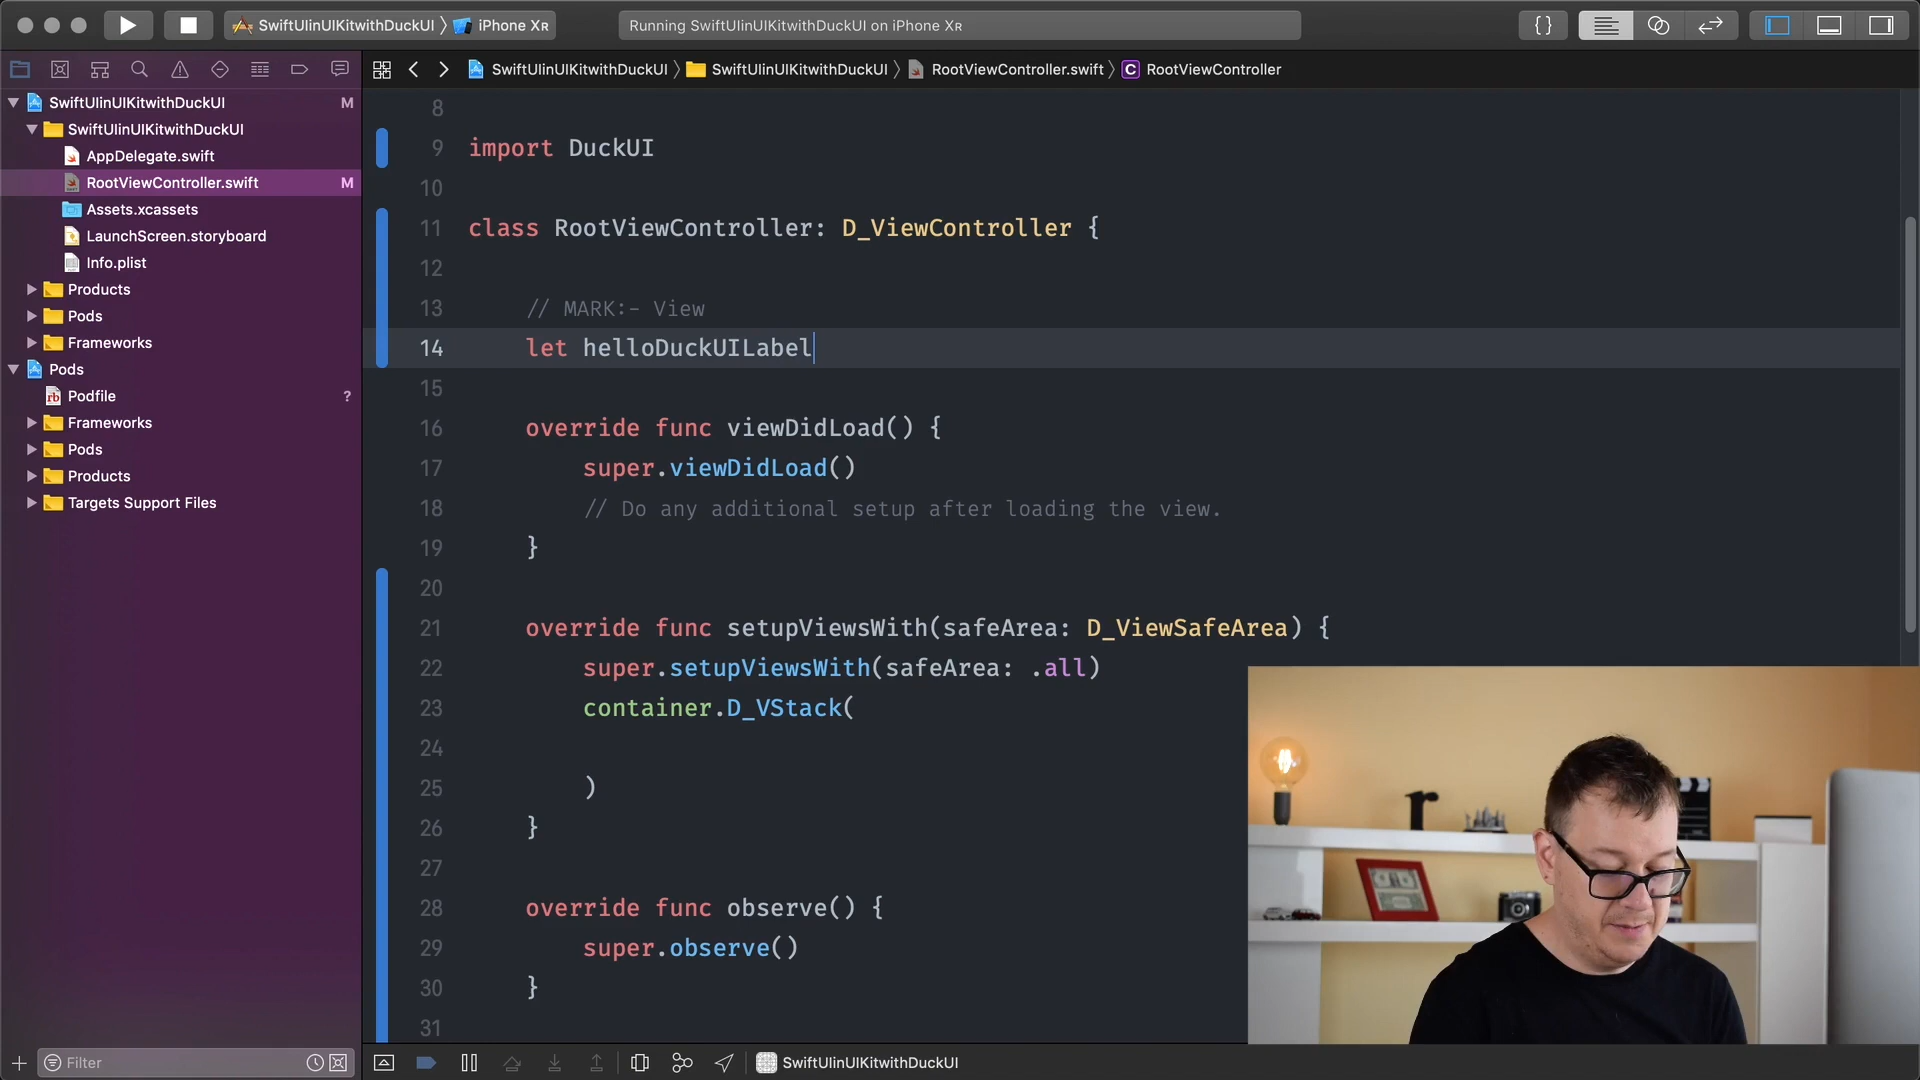 SwiftUIinUIKitwithDuckUI 〉 iPhone Xʀ
Running SwiftUIinUIKitwithDuckUI on iPhone Xʀ
{}
SwiftUIinUIKitwithDuckUI 〉 SwiftUIinUIKitwithDuckUI 〉 RootViewController.swift 〉 C RootViewController
SwiftUIinUIKitwithDuckUI M
SwiftUIinUIKitwithDuckUI
AppDelegate.swift
RootViewController.swift M
Assets.xcassets
LaunchScreen.storyboard
Info.plist
Products
Pods
Frameworks
Pods
Podfile ?
Frameworks
Pods
Products
Targets Support Files
Filter
8
9 import DuckUI
10
11 class RootViewController: D_ViewController {
12
13 // MARK:- View
14 let helloDuckUILabel
15
16 override func viewDidLoad() {
17 super.viewDidLoad()
18 // Do any additional setup after loading the view.
19 }
20
21 override func setupViewsWith(safeArea: D_ViewSafeArea) {
22 super.setupViewsWith(safeArea: .all)
23 container.D_VStack(
24
25 )
26 }
27
28 override func observe() {
29 super.observe()
30 }
31
SwiftUIinUIKitwithDuckUI